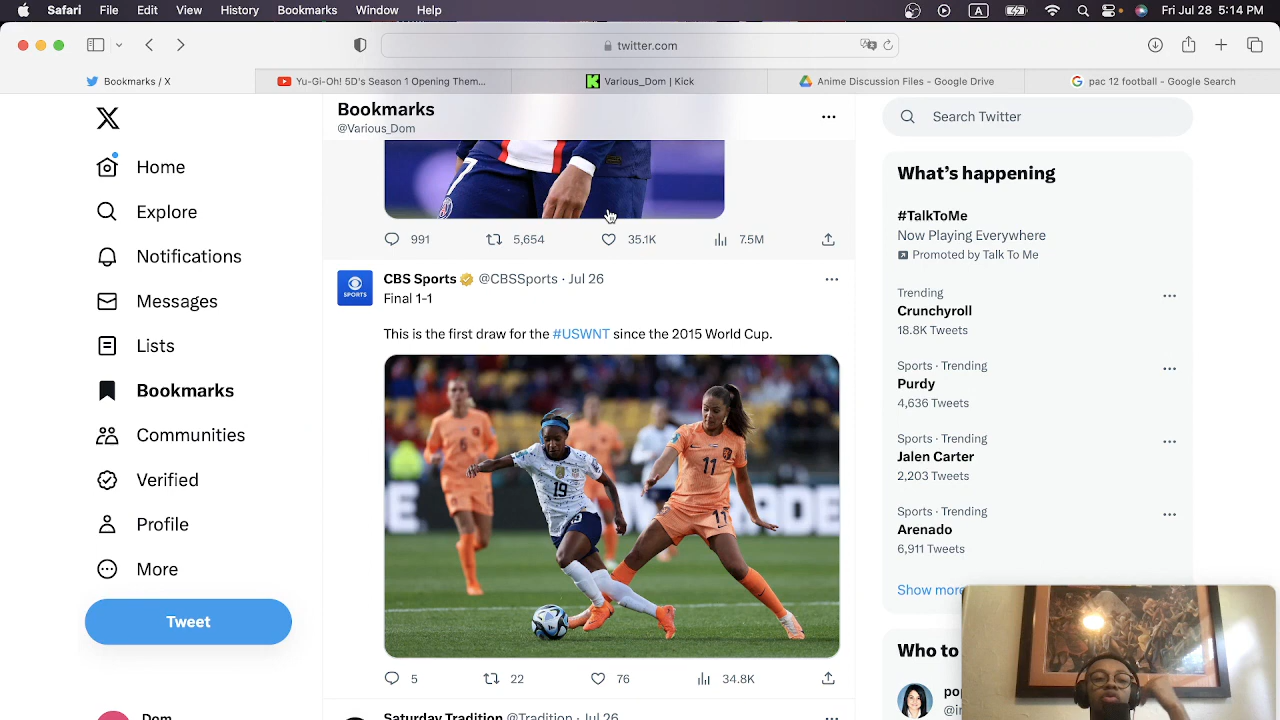 Safari File Edit View History Bookmarks Window Help
A
Fri Jul 28 5:14 PM
twitter.com
Bookmarks / X
Yu-Gi-Oh! 5D's Season 1 Opening Them...
Various_Dom | Kick
Anime Discussion Files - Google Drive
pac 12 football - Google Search
Home
Explore
Notifications
Messages
Lists
Bookmarks
Communities
Verified
Profile
More
Tweet
Dom
Bookmarks
@Various_Dom
7
991 5,654 35.1K 7.5M
CBS Sports @CBSSports · Jul 26
Final 1-1
This is the first draw for the #USWNT since the 2015 World Cup.
SPORTS
6
19
11
11
5 22 76 34.8K
Saturday Tradition @Tradition · Jul 26
Search Twitter
What's happening
#TalkToMe
Now Playing Everywhere
Promoted by Talk To Me
Trending
Crunchyroll
18.8K Tweets
Sports · Trending
Purdy
4,636 Tweets
Sports · Trending
Jalen Carter
2,203 Tweets
Sports · Trending
Arenado
6,911 Tweets
Show more
Who to